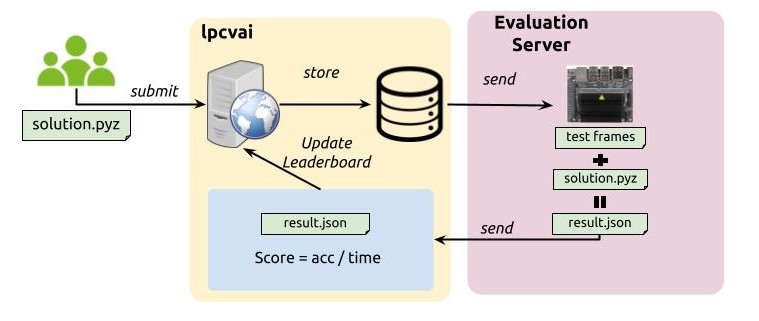 lpcvai
Evaluation
Server
submit
store
send
solution.pyz
test frames
Update
Leaderboard
solution.pyz
result.json
send
result.json
Score = acc / time